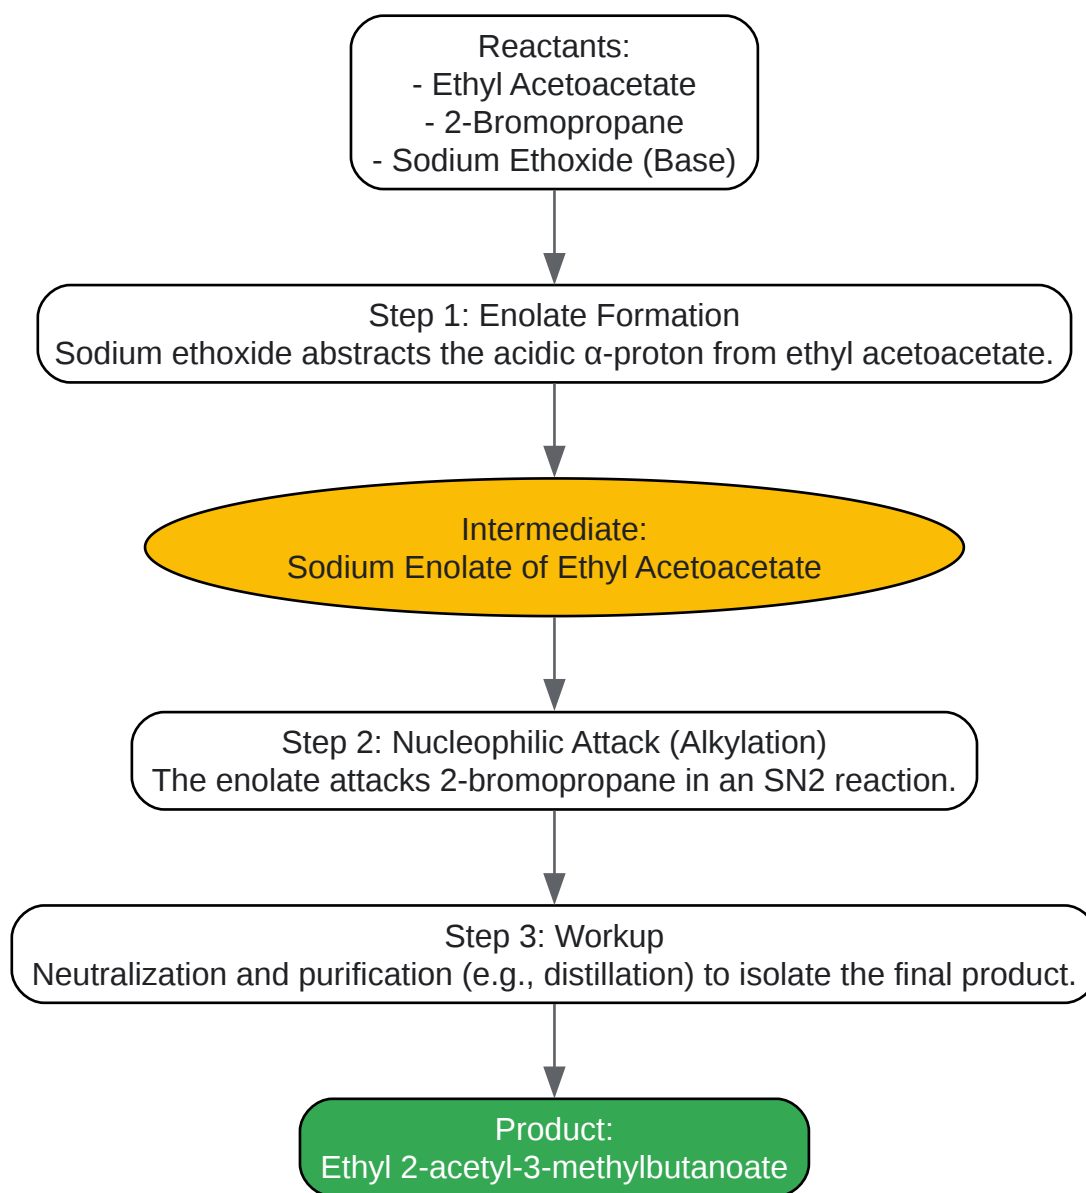 Reactants:
- Ethyl Acetoacetate
- 2-Bromopropane
- Sodium Ethoxide (Base)
Step 1: Enolate Formation
Sodium ethoxide abstracts the acidic α-proton from ethyl acetoacetate.
Intermediate:
Sodium Enolate of Ethyl Acetoacetate
Step 2: Nucleophilic Attack (Alkylation)
The enolate attacks 2-bromopropane in an SN2 reaction.
Step 3: Workup
Neutralization and purification (e.g., distillation) to isolate the final product.
Product:
Ethyl 2-acetyl-3-methylbutanoate